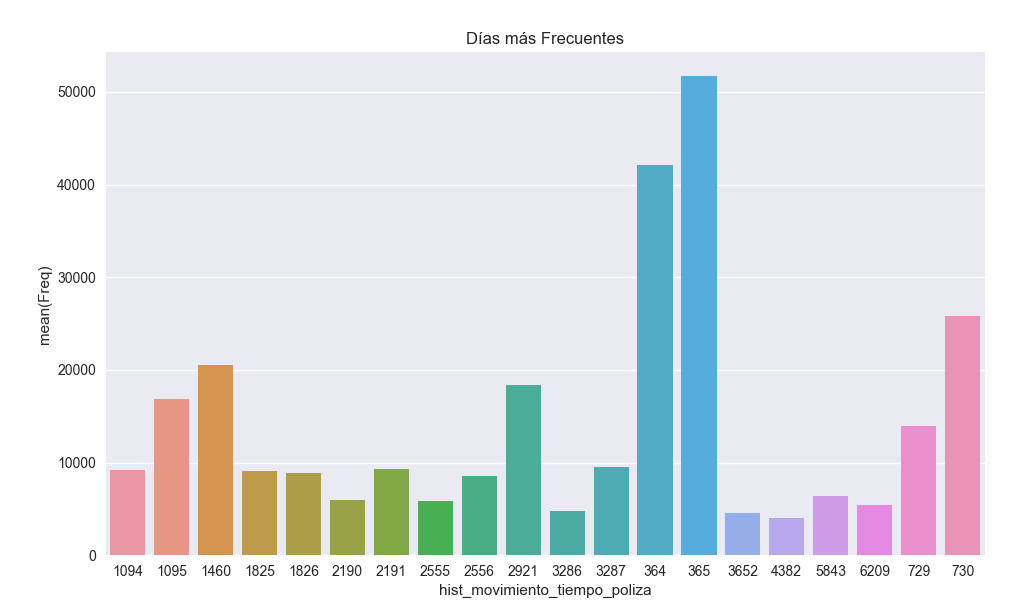 Días más Frecuentes
50000
40000
30000
20000
10000
0
mean(Freq)
1094 1095 1460 1825 1826 2190 2191 2555 2556 2921 3286 3287 364 365 3652 4382 5843 6209 729 730
hist_movimiento_tiempo_poliza